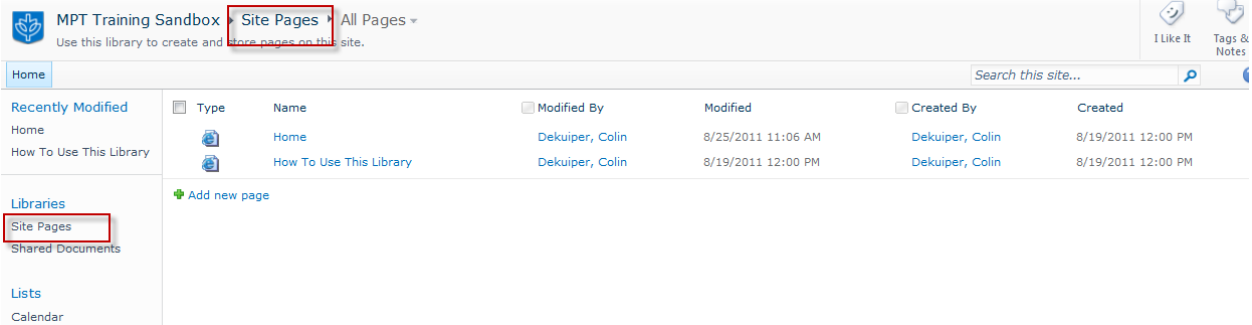 MPT Training Sandbox Site Pages All Pages
Use this library to create and store pages on this site.
I Like It
Tags &
Notes
Home
Search this site...
Recently Modified
Home
How To Use This Library
Libraries
Site Pages
Shared Documents
Lists
Calendar
Type Name Modified By Modified Created By Created
Home Dekuiper, Colin 8/25/2011 11:06 AM Dekuiper, Colin 8/19/2011 12:00 PM
How To Use This Library Dekuiper, Colin 8/19/2011 12:00 PM Dekuiper, Colin 8/19/2011 12:00 PM
Add new page